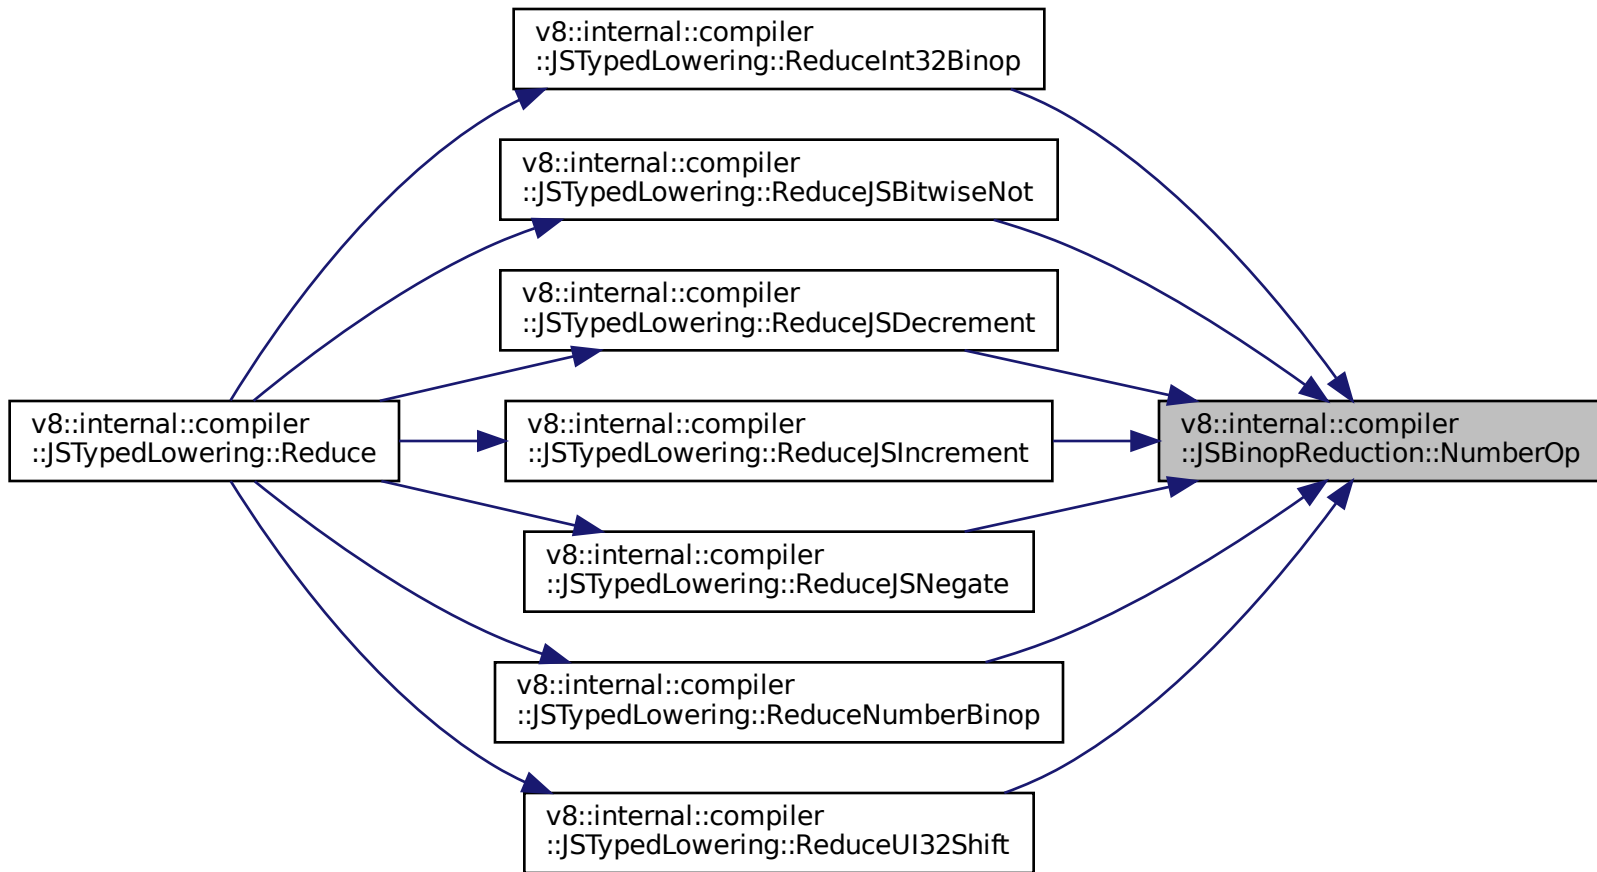 v8::internal::compiler
::JSTypedLowering::ReduceInt32Binop
v8::internal::compiler
::JSTypedLowering::ReduceJSBitwiseNot
v8::internal::compiler
::JSTypedLowering::ReduceJSDecrement
v8::internal::compiler
::JSTypedLowering::Reduce
v8::internal::compiler
::JSTypedLowering::ReduceJSIncrement
v8::internal::compiler
::JSBinopReduction::NumberOp
v8::internal::compiler
::JSTypedLowering::ReduceJSNegate
v8::internal::compiler
::JSTypedLowering::ReduceNumberBinop
v8::internal::compiler
::JSTypedLowering::ReduceUI32Shift